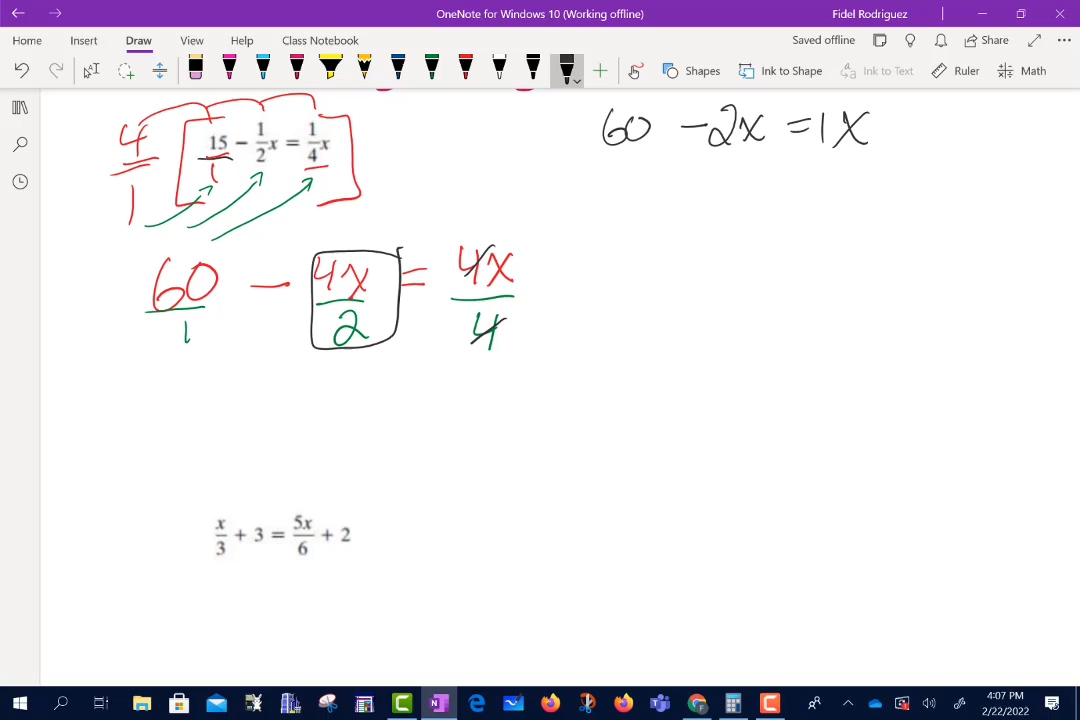 OneNote for Windows 10 (Working offline)
Fidel Rodriguez
Home Insert Draw View Help Class Notebook
Saved offline
Share
Shapes Ink to Shape Ink to Text Ruler Math
4/1 [15/1 − 1/2 x = 1/4 x]
60 − 2x = 1x
60/1 − 4x/2 = 4x/4
x/3 + 3 = 5x/6 + 2
4:07 PM
2/22/2022